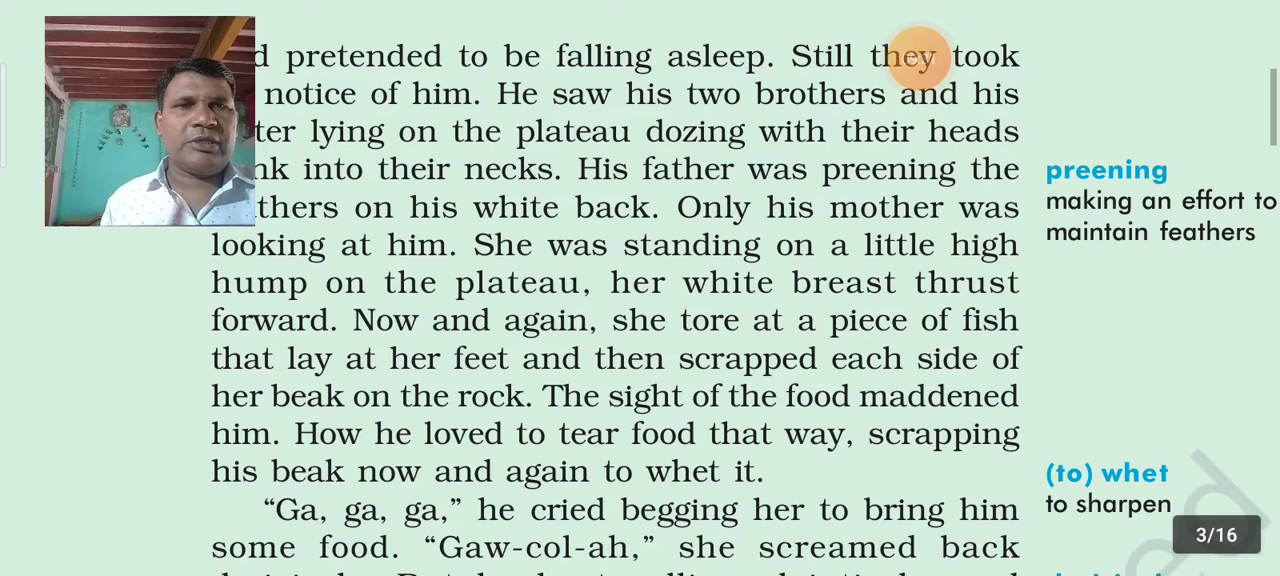 d pretended to be falling asleep. Still they took
notice of him. He saw his two brothers and his
ter lying on the plateau dozing with their heads
nk into their necks. His father was preening the
thers on his white back. Only his mother was
looking at him. She was standing on a little high
hump on the plateau, her white breast thrust
forward. Now and again, she tore at a piece of fish
that lay at her feet and then scrapped each side of
her beak on the rock. The sight of the food maddened
him. How he loved to tear food that way, scrapping
his beak now and again to whet it.
“Ga, ga, ga,” he cried begging her to bring him
some food. “Gaw-col-ah,” she screamed back
preening
making an effort to
maintain feathers
(to) whet
to sharpen
3/16